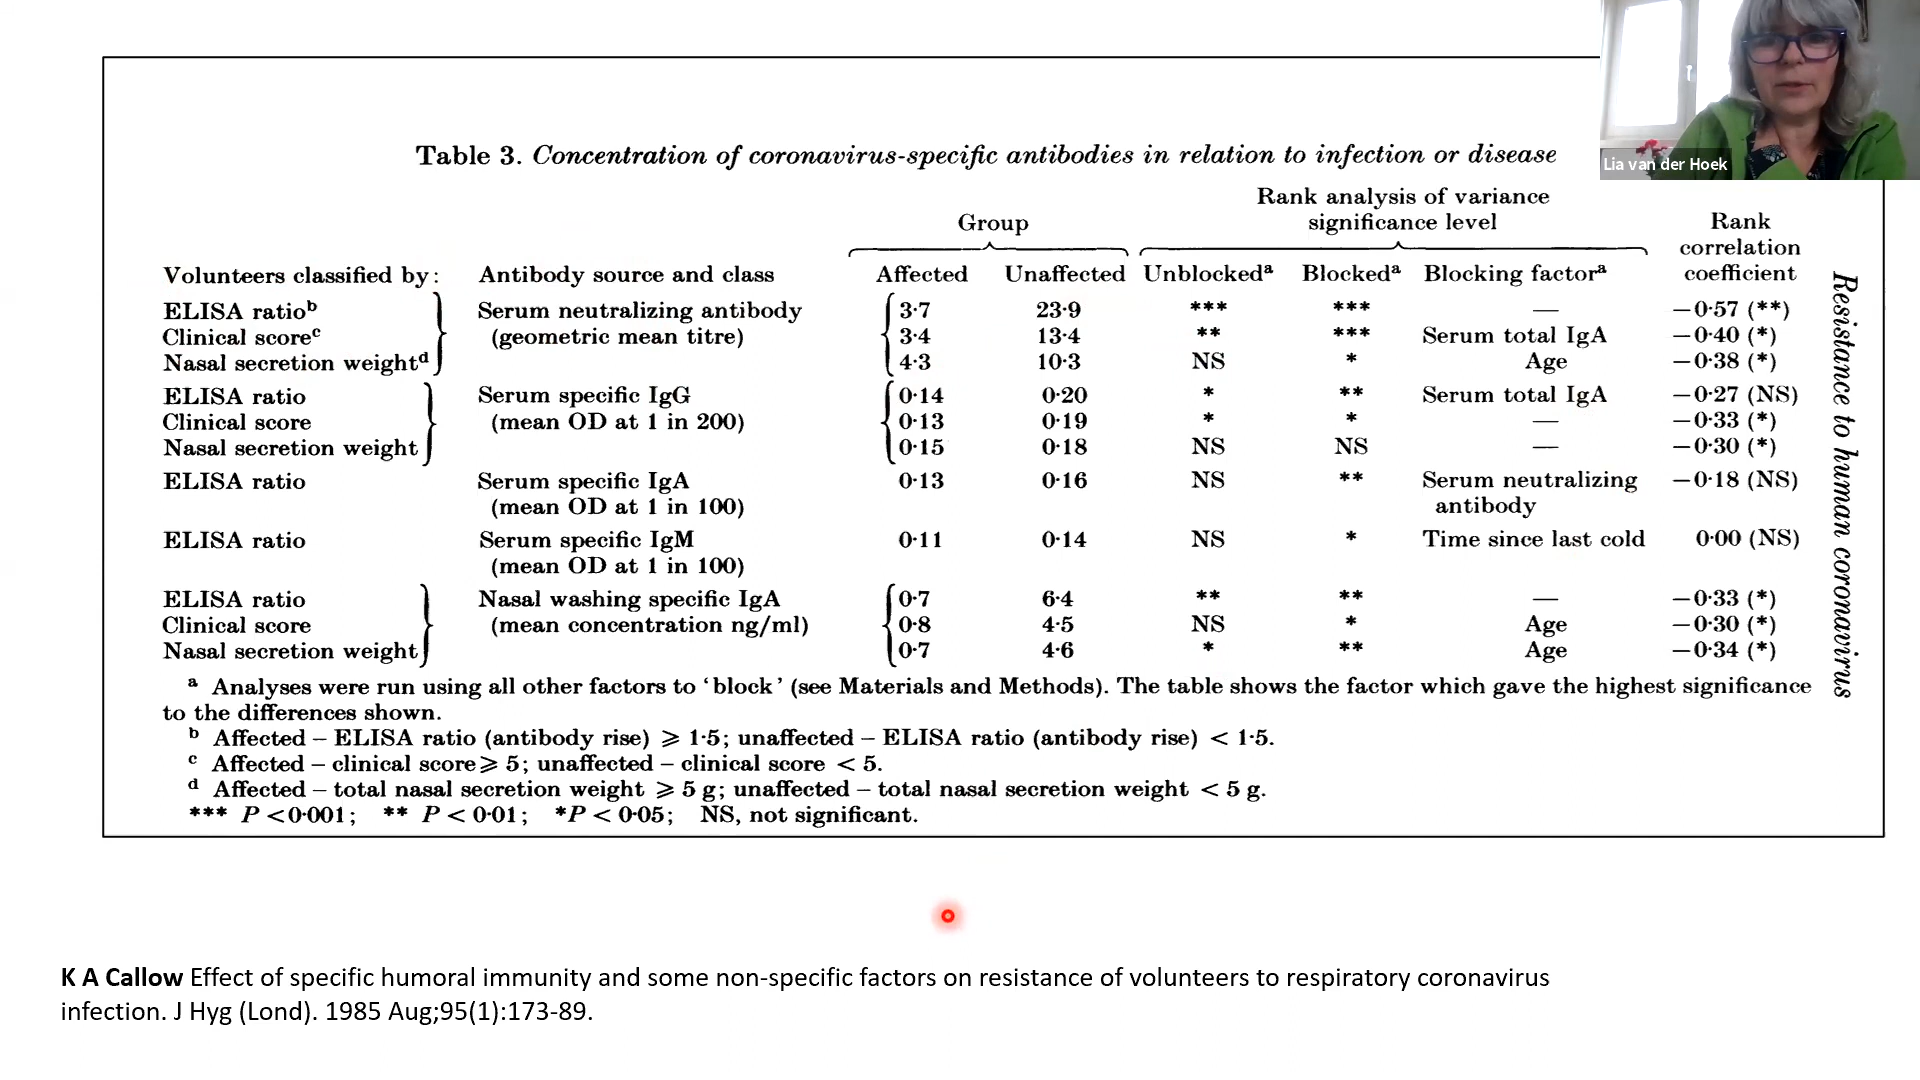 Lia van der Hoek
Table 3. Concentration of coronavirus-specific antibodies in relation to infection or disease
Rank analysis of variance
Group significance level Rank
correlation
Volunteers classified by: Antibody source and class Affected Unaffected Unblockedᵃ Blockedᵃ Blocking factorᵃ coefficient
ELISA ratioᵇ Serum neutralizing antibody 3·7 23·9 *** *** — −0·57 (**)
Clinical scoreᶜ (geometric mean titre) 3·4 13·4 ** *** Serum total IgA −0·40 (*)
Nasal secretion weightᵈ 4·3 10·3 NS * Age −0·38 (*)
ELISA ratio Serum specific IgG 0·14 0·20 * ** Serum total IgA −0·27 (NS)
Clinical score (mean OD at 1 in 200) 0·13 0·19 * * — −0·33 (*)
Nasal secretion weight 0·15 0·18 NS NS — −0·30 (*)
ELISA ratio Serum specific IgA 0·13 0·16 NS ** Serum neutralizing −0·18 (NS)
(mean OD at 1 in 100) antibody
ELISA ratio Serum specific IgM 0·11 0·14 NS * Time since last cold 0·00 (NS)
(mean OD at 1 in 100)
ELISA ratio Nasal washing specific IgA 0·7 6·4 ** ** — −0·33 (*)
Clinical score (mean concentration ng/ml) 0·8 4·5 NS * Age −0·30 (*)
Nasal secretion weight 0·7 4·6 * ** Age −0·34 (*)
ᵃ Analyses were run using all other factors to ‘block’ (see Materials and Methods). The table shows the factor which gave the highest significance
to the differences shown.
ᵇ Affected – ELISA ratio (antibody rise) ⩾ 1·5; unaffected – ELISA ratio (antibody rise) < 1·5.
ᶜ Affected – clinical score ⩾ 5; unaffected – clinical score < 5.
ᵈ Affected – total nasal secretion weight ⩾ 5 g; unaffected – total nasal secretion weight < 5 g.
*** P <0·001; ** P < 0·01; *P < 0·05; NS, not significant.
Resistance to human coronavirus
K A Callow Effect of specific humoral immunity and some non-specific factors on resistance of volunteers to respiratory coronavirus
infection. J Hyg (Lond). 1985 Aug;95(1):173-89.